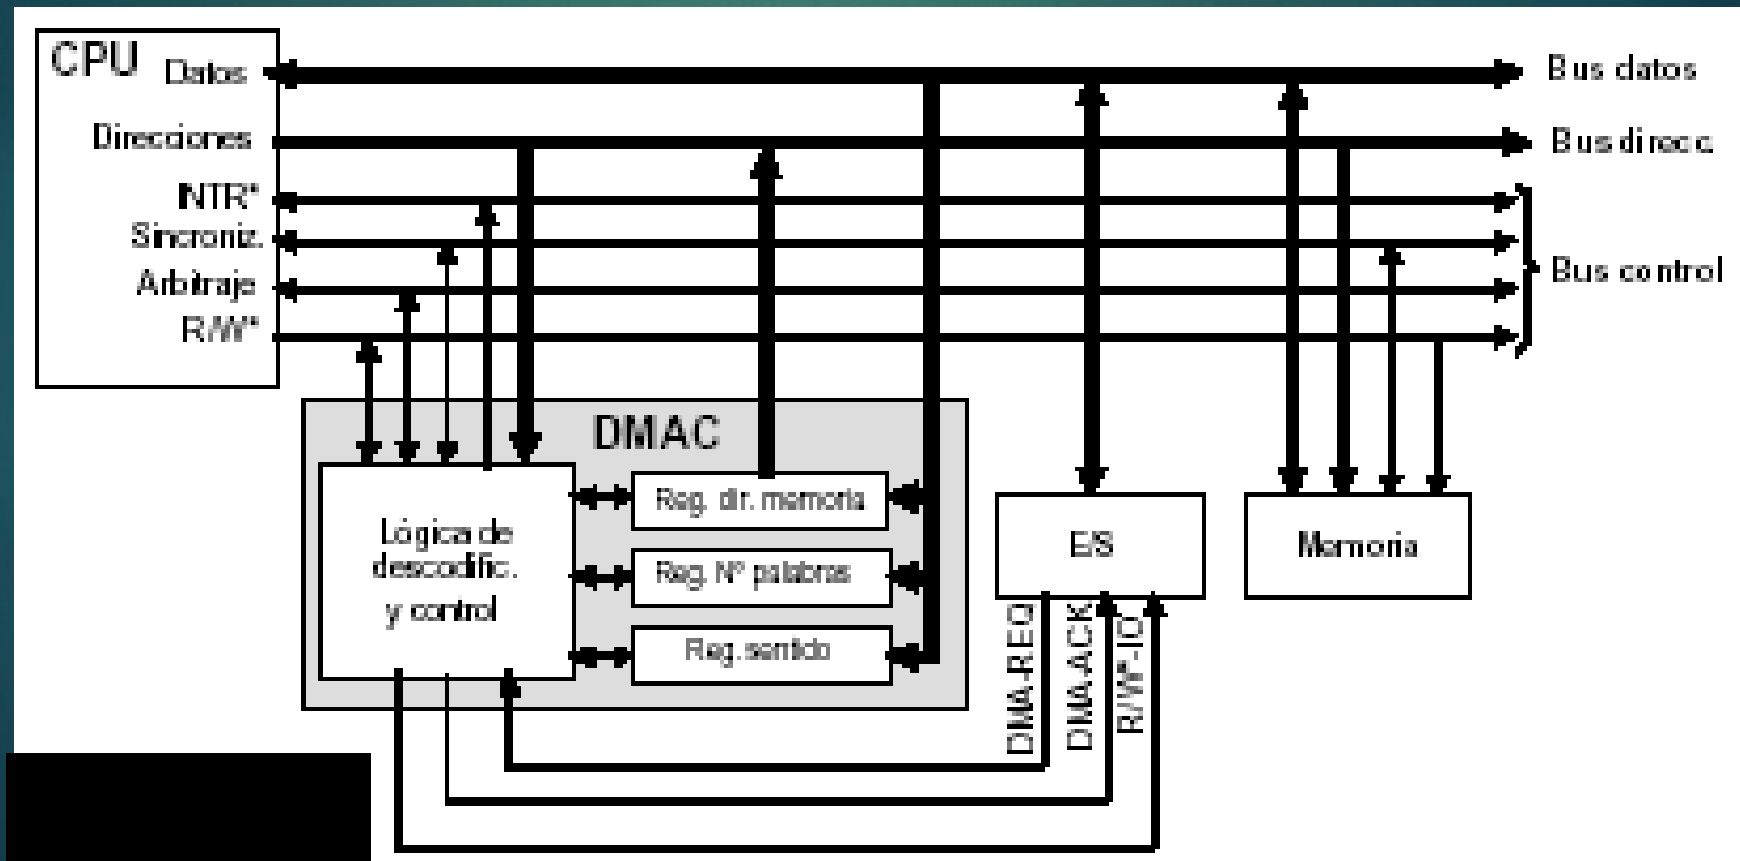 CPU
Datos
Direcciones
INTR*
Sincroniz.
Arbitraje
R/W*
Bus datos
Bus direcc
Bus control
DMAC
Lógica de
descodific.
y control
Reg. dir. memoria
Reg. Nº palabras
Reg. sentido
E/S
Memoria
DMA-REQ
DMA-ACK
R/W*-IO